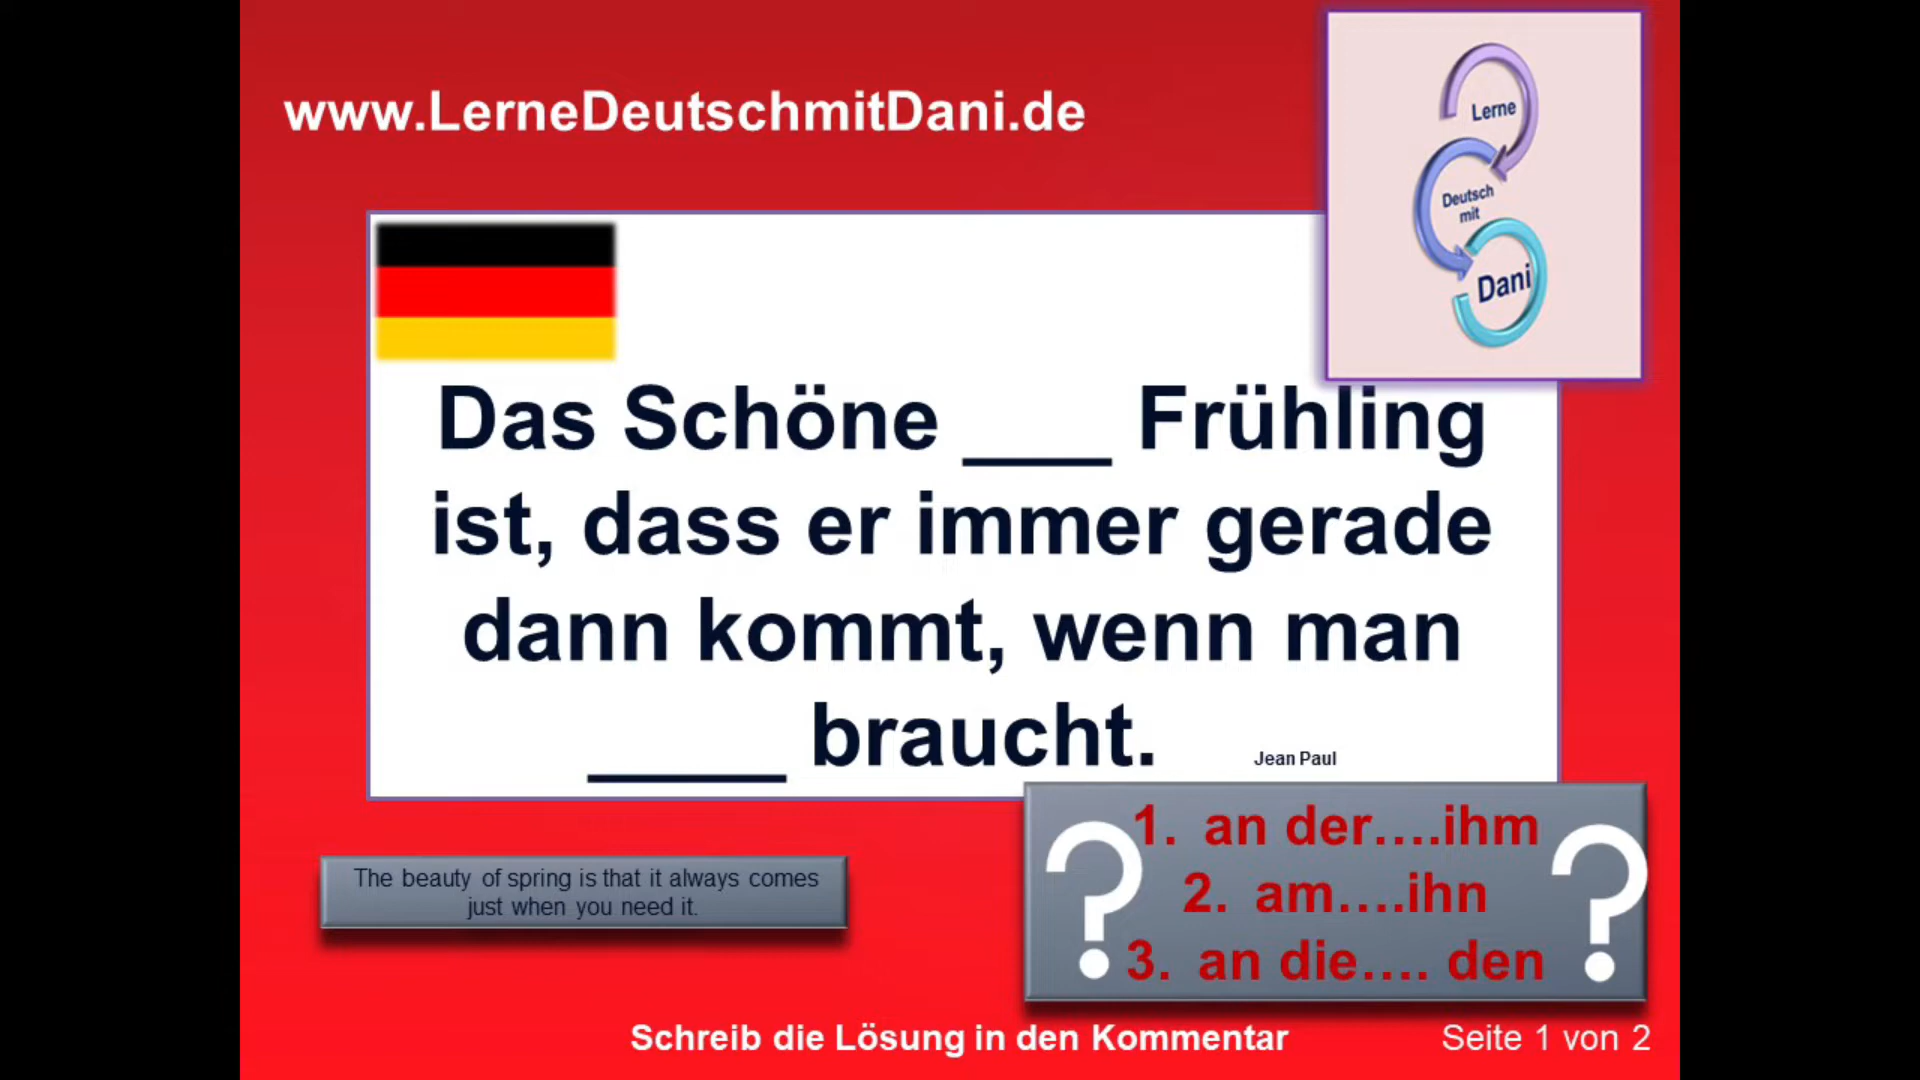 www.LerneDeutschmitDani.de
Lerne
Deutsch
mit
Dani
Das Schöne ___ Frühling
ist, dass er immer gerade
dann kommt, wenn man
____ braucht.
Jean Paul
1. an der....ihm
2. am....ihn
3. an die.... den
? ?
The beauty of spring is that it always comes
just when you need it.
Schreib die Lösung in den Kommentar
Seite 1 von 2